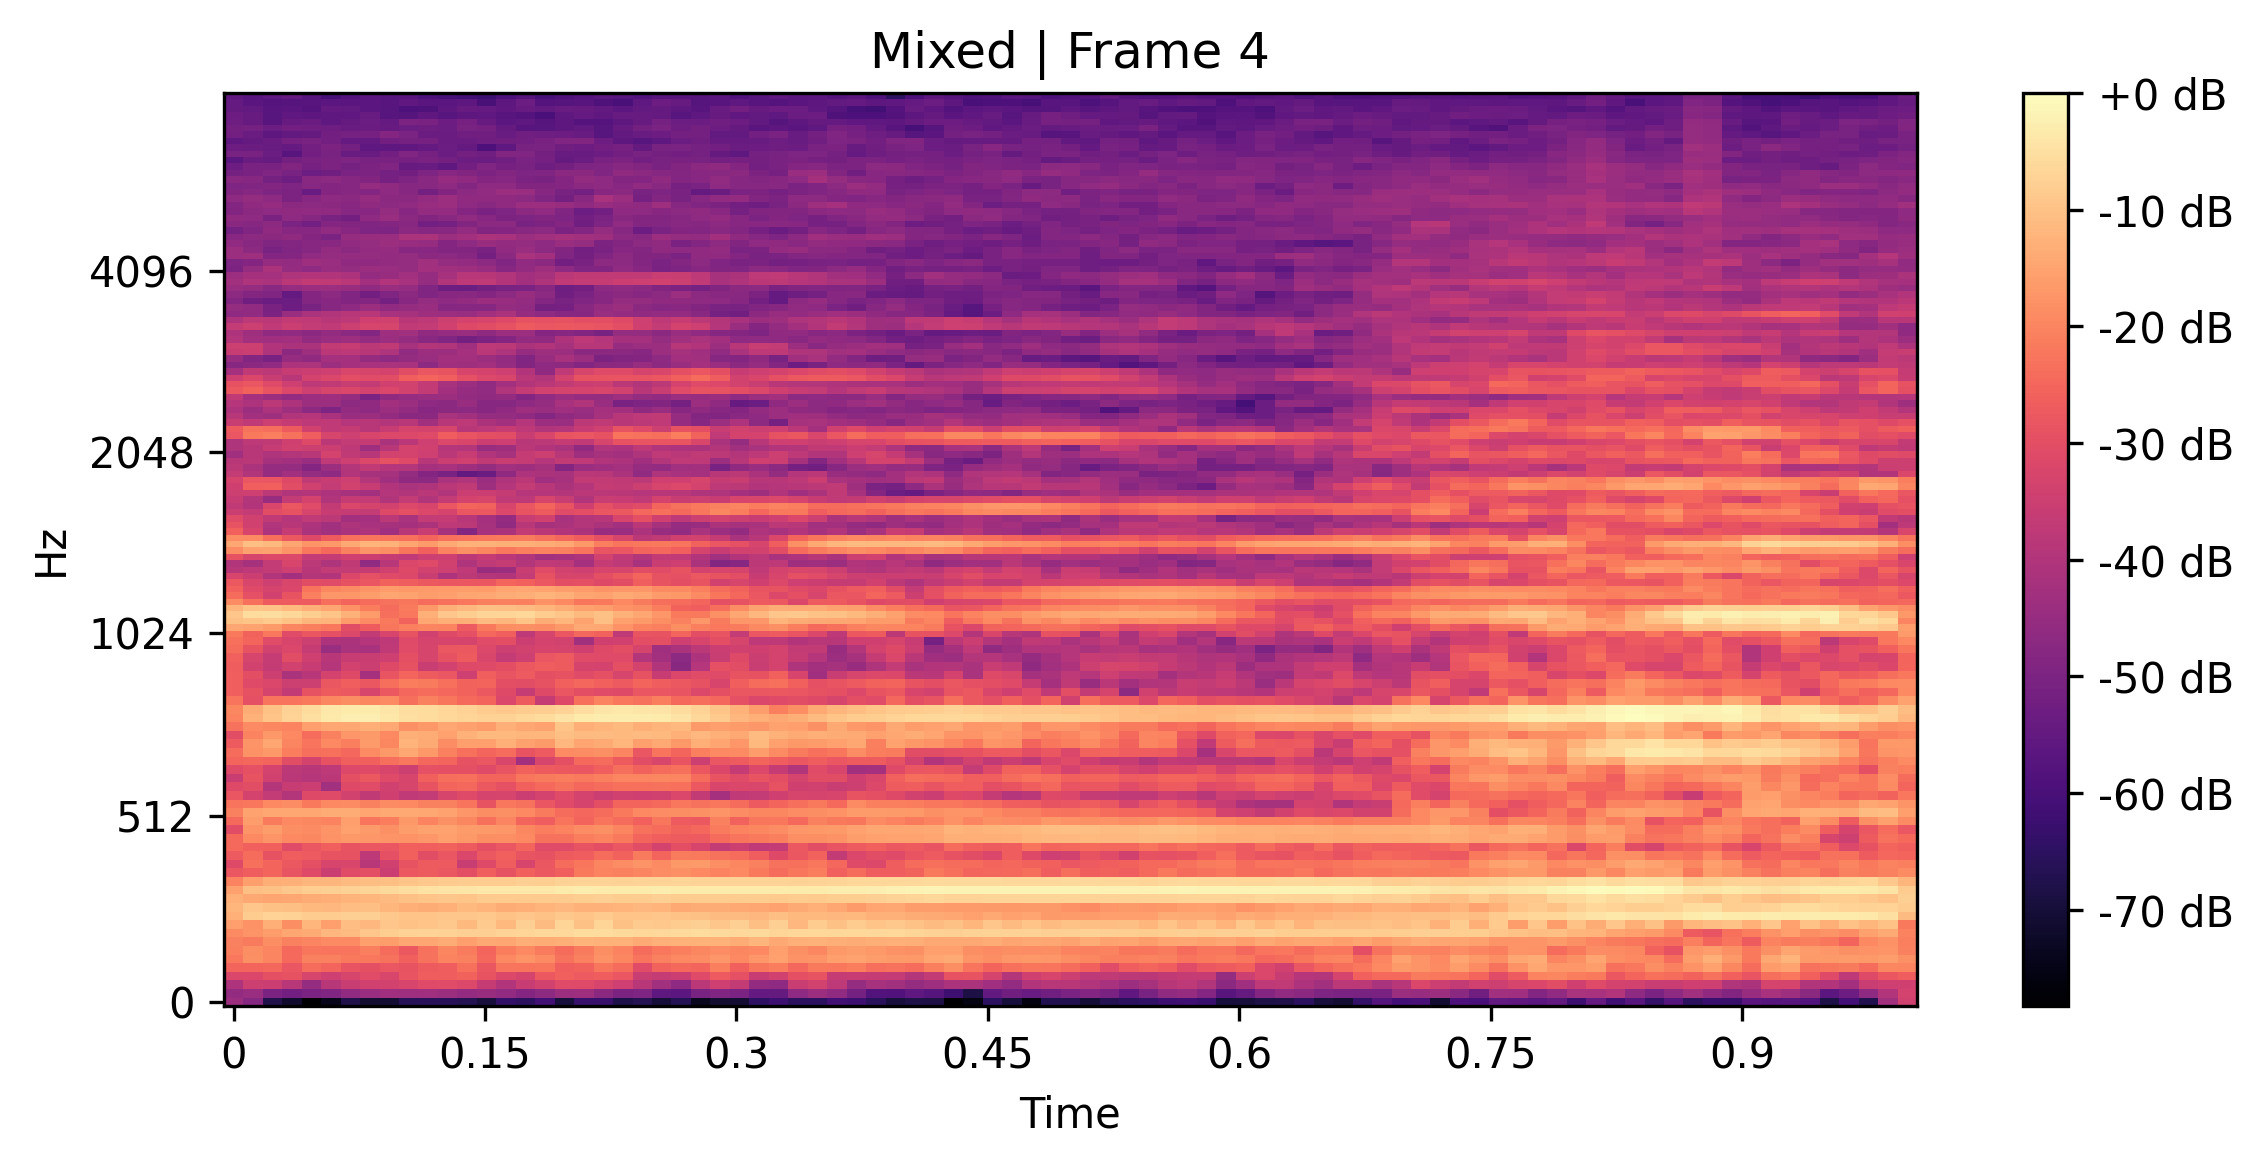 Mixed | Frame 4
Hz
4096
2048
1024
512
0
0
0.15
0.3
0.45
0.6
0.75
0.9
Time
+0 dB
-10 dB
-20 dB
-30 dB
-40 dB
-50 dB
-60 dB
-70 dB